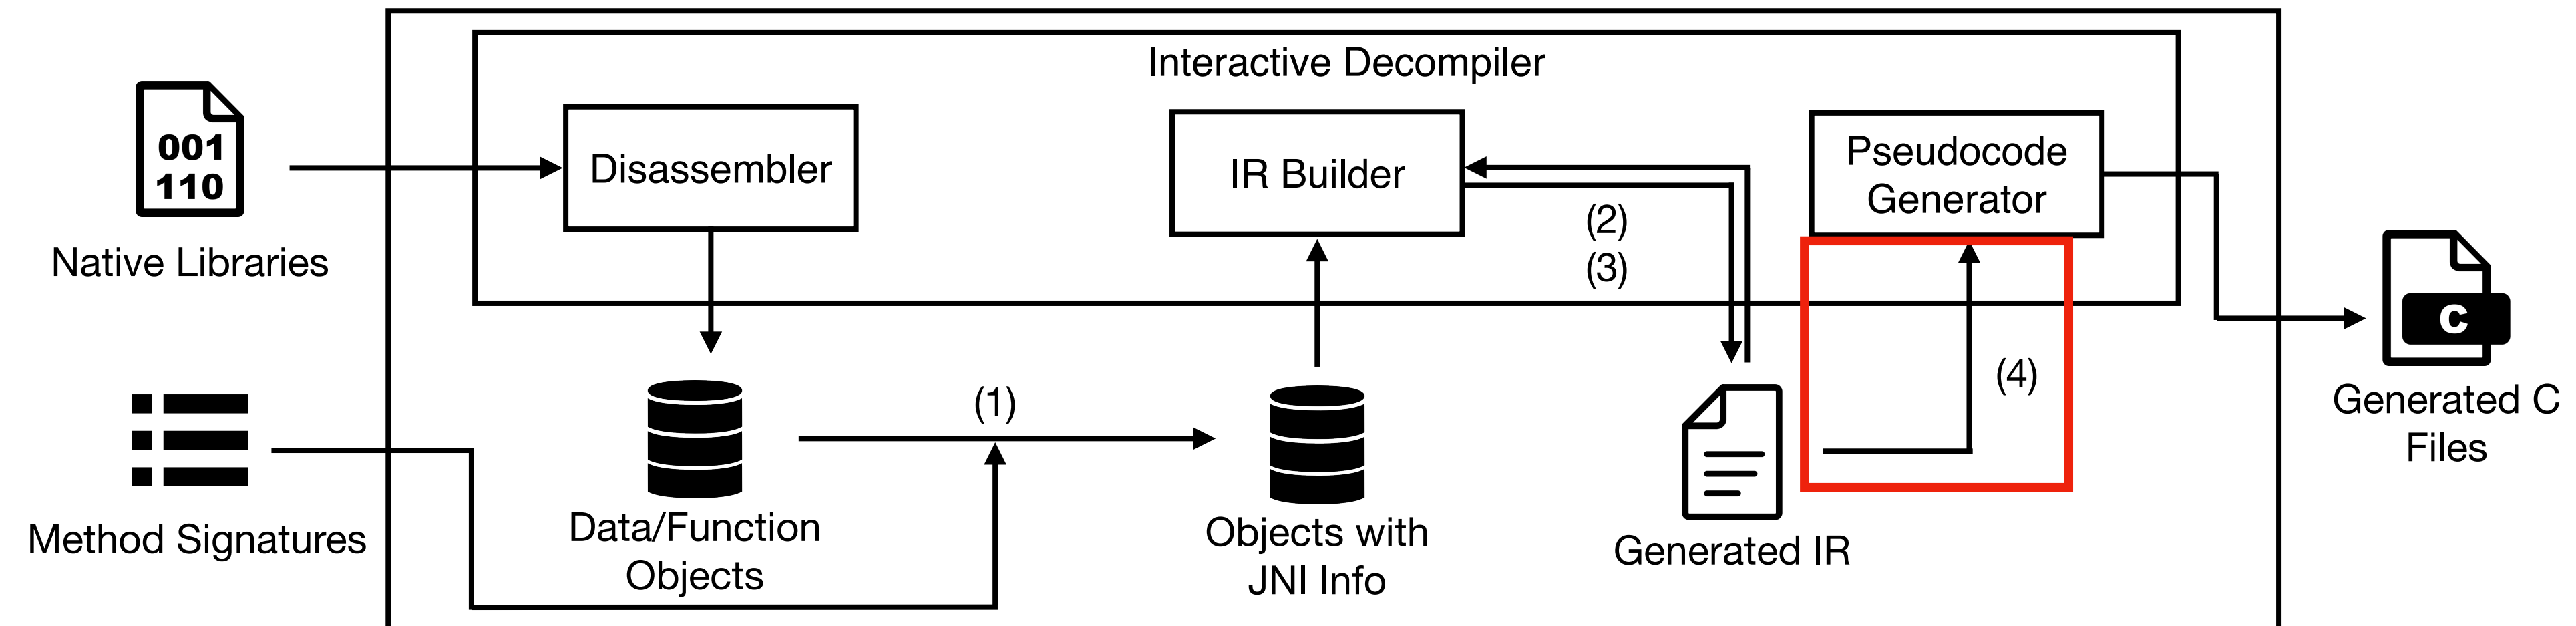 Interactive Decompiler
001
110
Native Libraries
Disassembler
IR Builder
Pseudocode
Generator
(2)
(3)
(4)
(1)
C
Generated C
Files
Method Signatures
Data/Function
Objects
Objects with
JNI Info
Generated IR